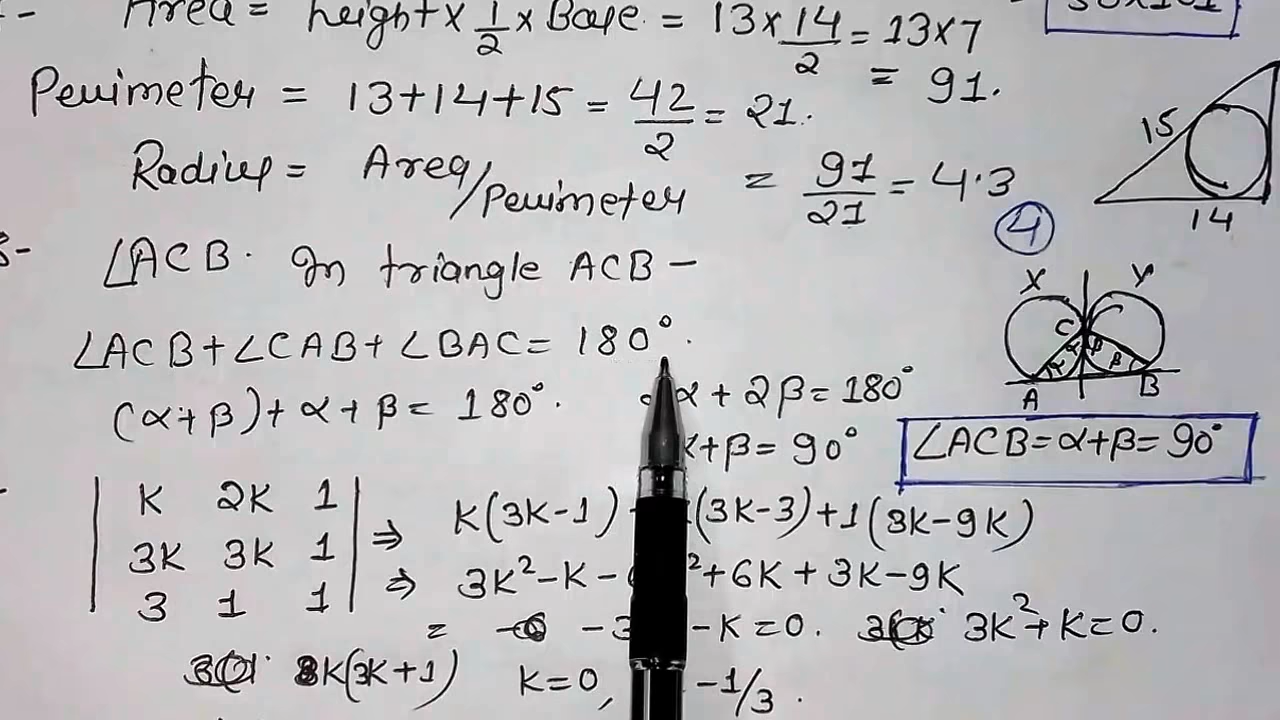 Area = height × 1/2 × Base = 13 × 14/2 = 13×7
= 91.
Perimeter = 13+14+15 = 42/2 = 21.
15
Radius = Area/Perimeter = 91/21 = 4.3
14
4
∠ACB. In triangle ACB –
X Y
C
∠ACB + ∠CAB + ∠BAC = 180°.
α β α β
A B
(α+β) + α + β = 180°. α + 2β = 180°
+β = 90°
∠ACB = α+β = 90°
K 2K 1
3K 3K 1
3 1 1
⇒ K(3K-1) (3K-3)+1(3K-9K)
⇒ 3K²-K- ²+6K+3K-9K
= -3 -K=0. 3K²+K=0.
K(3K+1) K=0, -1/3.